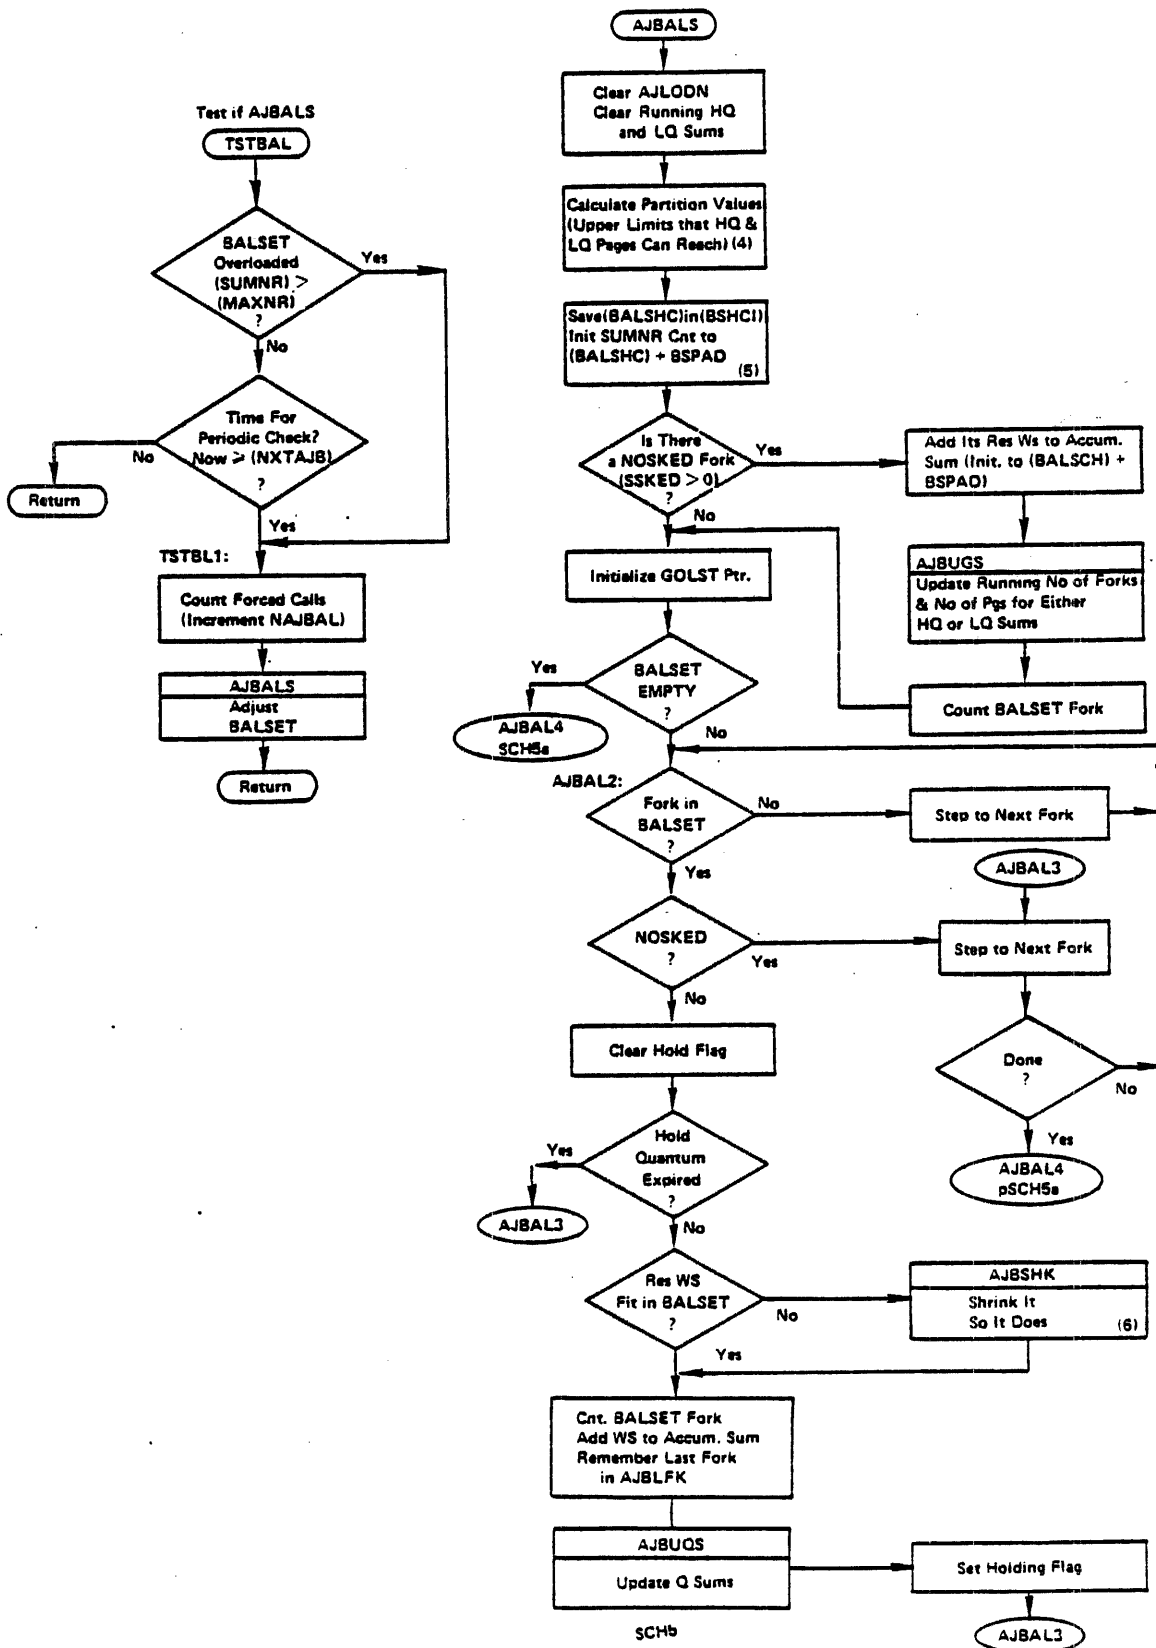 Test if AJBALS
TSTBAL
BALSET
Overloaded
(SUMNR) >
(MAXNR)
?
Yes
No
Time For
Periodic Check?
Now ≥ (NXTAJB)
?
No
Return
Yes
TSTBL1:
Count Forced Calls
(Increment NAJBAL)
AJBALS
Adjust
BALSET
Return
AJBALS
Clear AJLODN
Clear Running HQ
and LQ Sums
Calculate Partition Values
(Upper Limits that HQ &
LQ Pages Can Reach) (4)
Save(BALSHC)in(BSHCI)
Init SUMNR Cnt to
(BALSHC) + BSPAD
(5)
Is There
a NOSKED Fork
(SSKED > 0)
?
Yes
No
Add Its Res Ws to Accum.
Sum (Init. to (BALSCH) +
BSPAD)
AJBUGS
Update Running No of Forks
& No of Pgs for Either
HQ or LQ Sums
Count BALSET Fork
Initialize GOLST Ptr.
BALSET
EMPTY
?
Yes
AJBAL4
SCH5a
No
AJBAL2:
Fork in
BALSET
?
No
Step to Next Fork
Yes
AJBAL3
NOSKED
?
Yes
Step to Next Fork
No
Clear Hold Flag
Done
?
No
Yes
AJBAL4
pSCH5a
Hold
Quantum
Expired
?
Yes
AJBAL3
No
Res WS
Fit in BALSET
?
No
AJBSHK
Shrink It
So It Does
(6)
Yes
Cnt. BALSET Fork
Add WS to Accum. Sum
Remember Last Fork
in AJBLFK
AJBUQS
Update Q Sums
Set Holding Flag
AJBAL3
SCHb